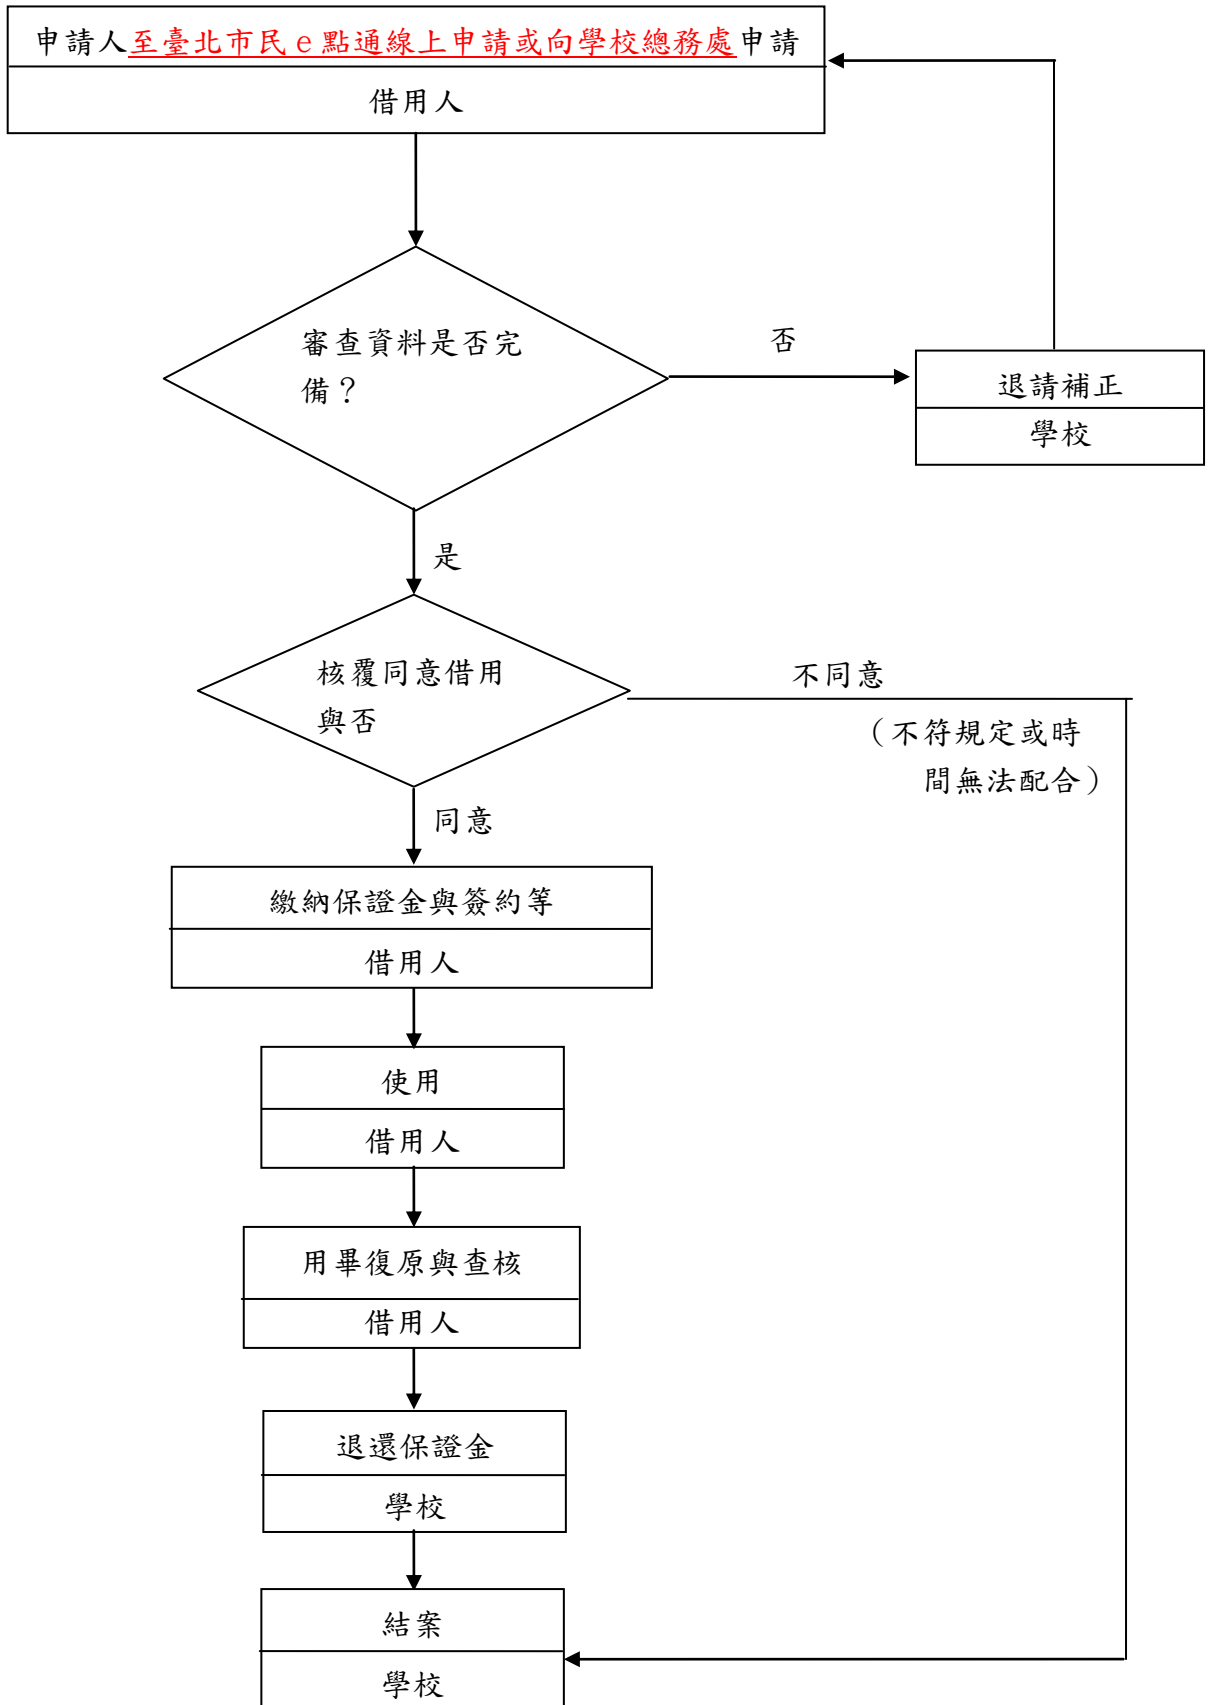 申請人至臺北市民e點通線上申請或向學校總務處申請
借用人
審查資料是否完
備？
否
退請補正
學校
是
核覆同意借用
與否
不同意
（不符規定或時
間無法配合）
同意
繳納保證金與簽約等
借用人
使用
借用人
用畢復原與查核
借用人
退還保證金
學校
結案
學校